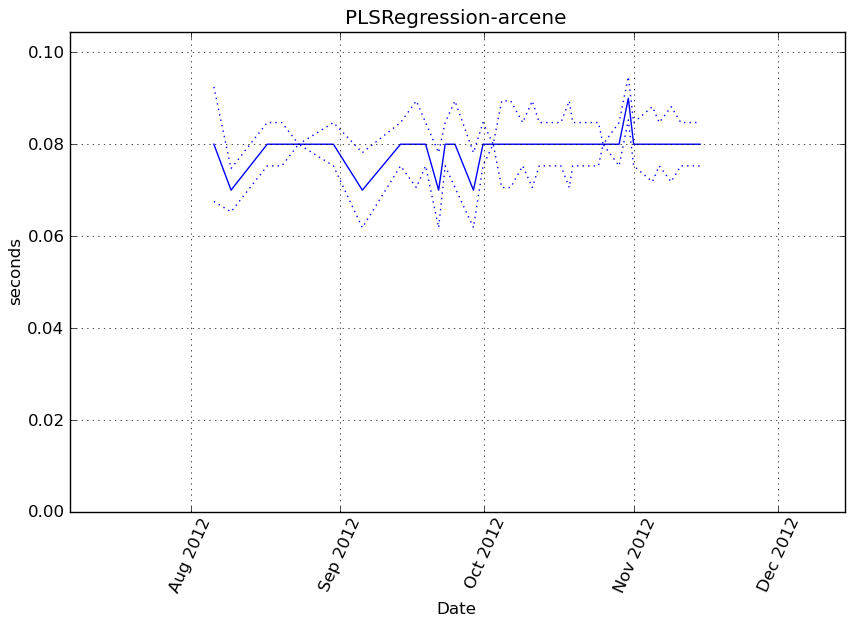 PLSRegression-arcene
0.10
0.08
0.06
0.04
0.02
0.00
seconds
Aug 2012
Sep 2012
Oct 2012
Nov 2012
Dec 2012
Date